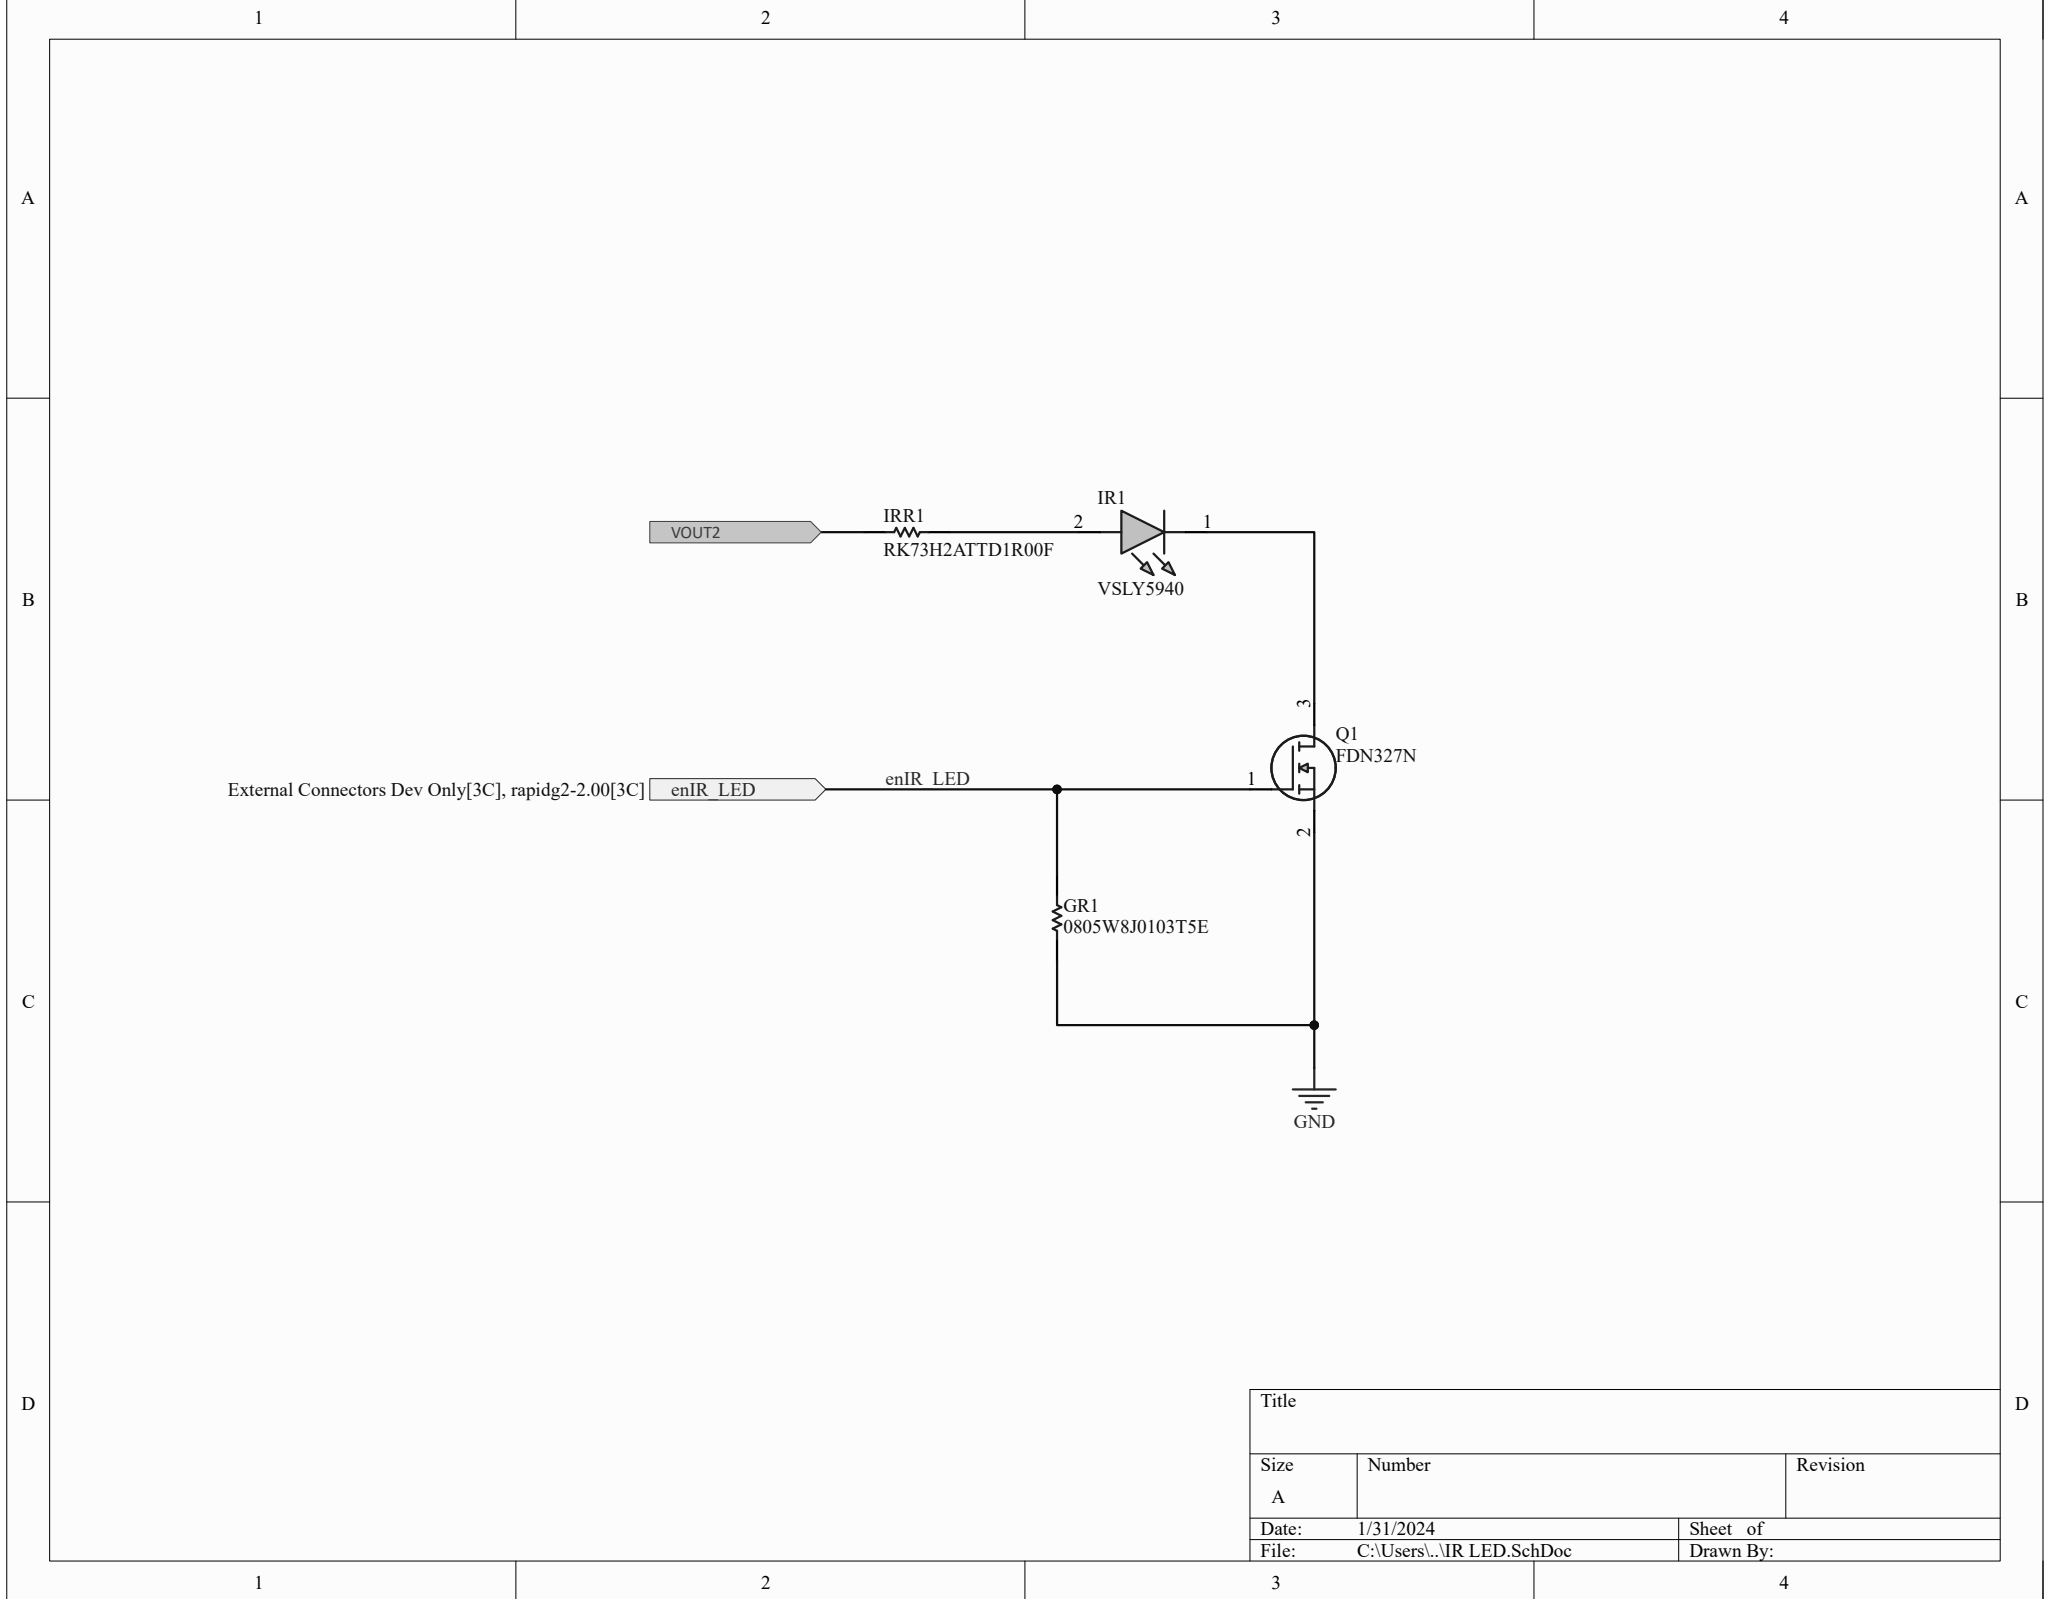 1 2 3 4
A A
IR1
IRR1
2 1
VOUT2
RK73H2ATTD1R00F
VSLY5940
B B
3
Q1
FDN327N
enIR_LED
1
External Connectors Dev Only[3C], rapidg2-2.00[3C] enIR_LED
2
GR1
0805W8J0103T5E
C C
GND
D D
Title
Size Number Revision
A
Date: 1/31/2024 Sheet of
File: C:\Users\..\IR LED.SchDoc Drawn By:
1 2 3 4